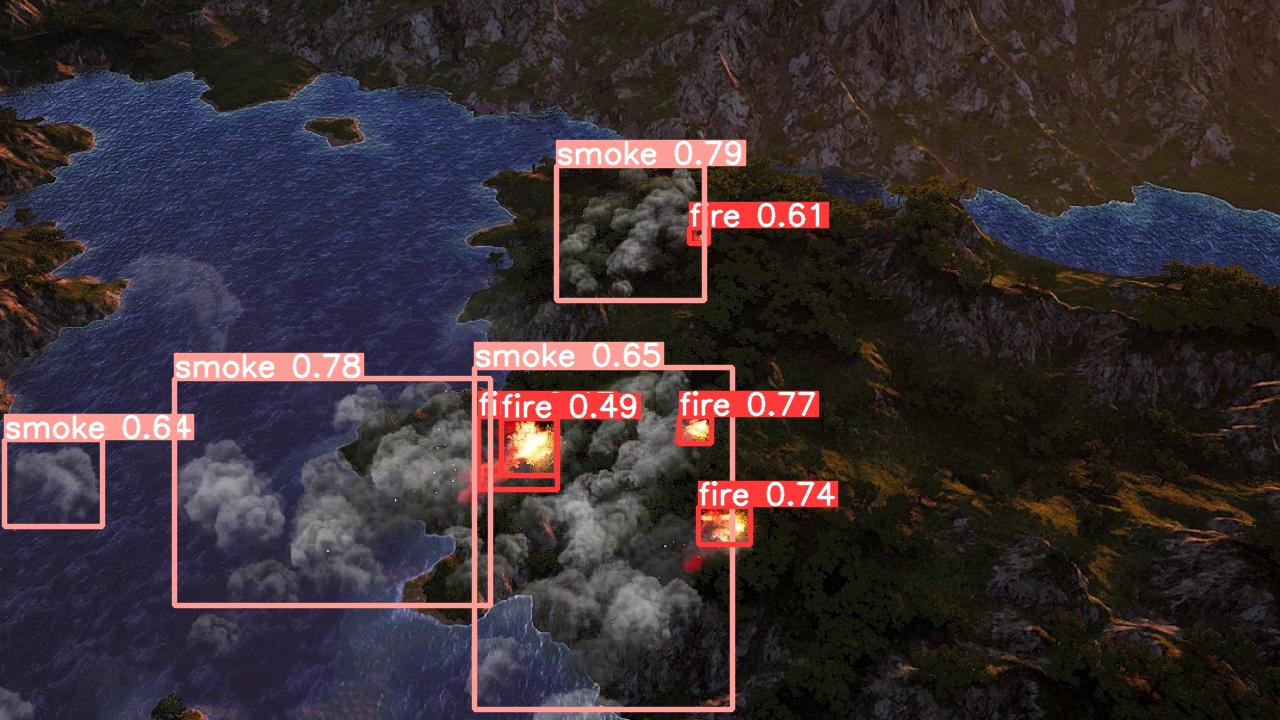 smoke 0.79
fire 0.61
smoke 0.65
smoke 0.78
fire 0.49
fire 0.77
smoke 0.64
fire 0.74